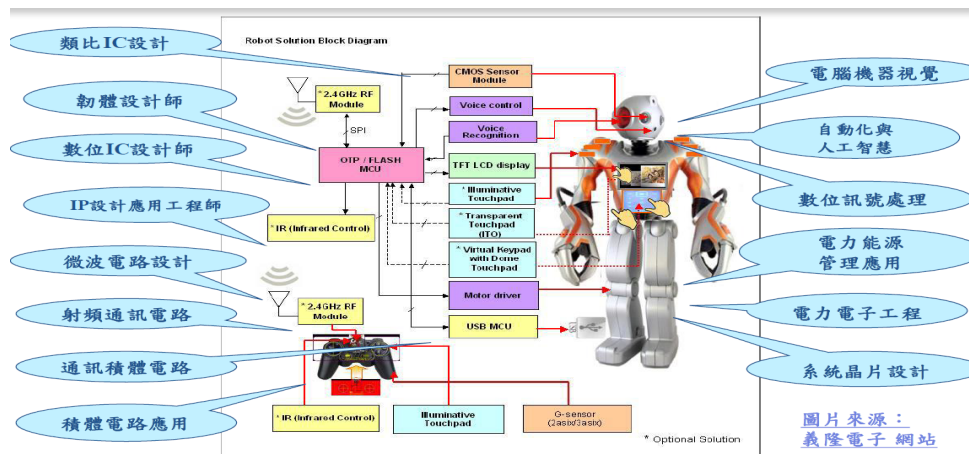 類比IC設計
韌體設計師
數位IC設計師
IP設計應用工程師
微波電路設計
射頻通訊電路
通訊積體電路
積體電路應用
Robot Solution Block Diagram
* 2.4GHz RF
Module
SPI
OTP / FLASH
MCU
* IR (Infrared Control)
* 2.4GHz RF
Module
CMOS Sensor
Module
Voice control
Voice
Recognition
TFT LCD display
* Illuminative
Touchpad
* Transparent
Touchpad
(ITO)
* Virtual Keypad
with Dome
Touchpad
Motor driver
USB MCU
* IR (Infrared Control)
Illuminative
Touchpad
G-sensor
(2asix/3asix)
* Optional Solution
電腦機器視覺
自動化與
人工智慧
數位訊號處理
電力能源
管理應用
電力電子工程
系統晶片設計
圖片來源：
義隆電子 網站